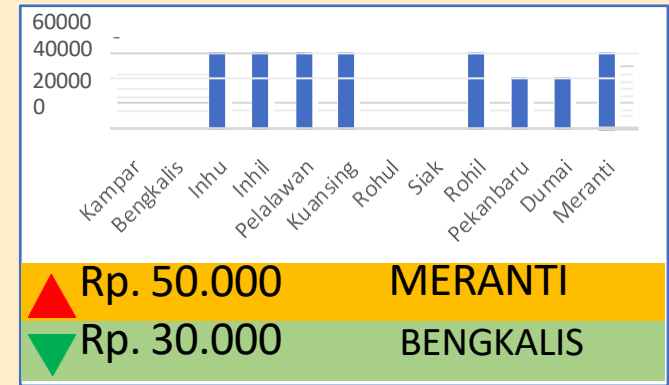 60000
40000
20000
0
Kampar
Bengkalis
Inhu
Inhil
Pelalawan
Kuansing
Rohul
Siak
Rohil
Pekanbaru
Dumai
Meranti
Rp. 50.000 MERANTI
Rp. 30.000 BENGKALIS